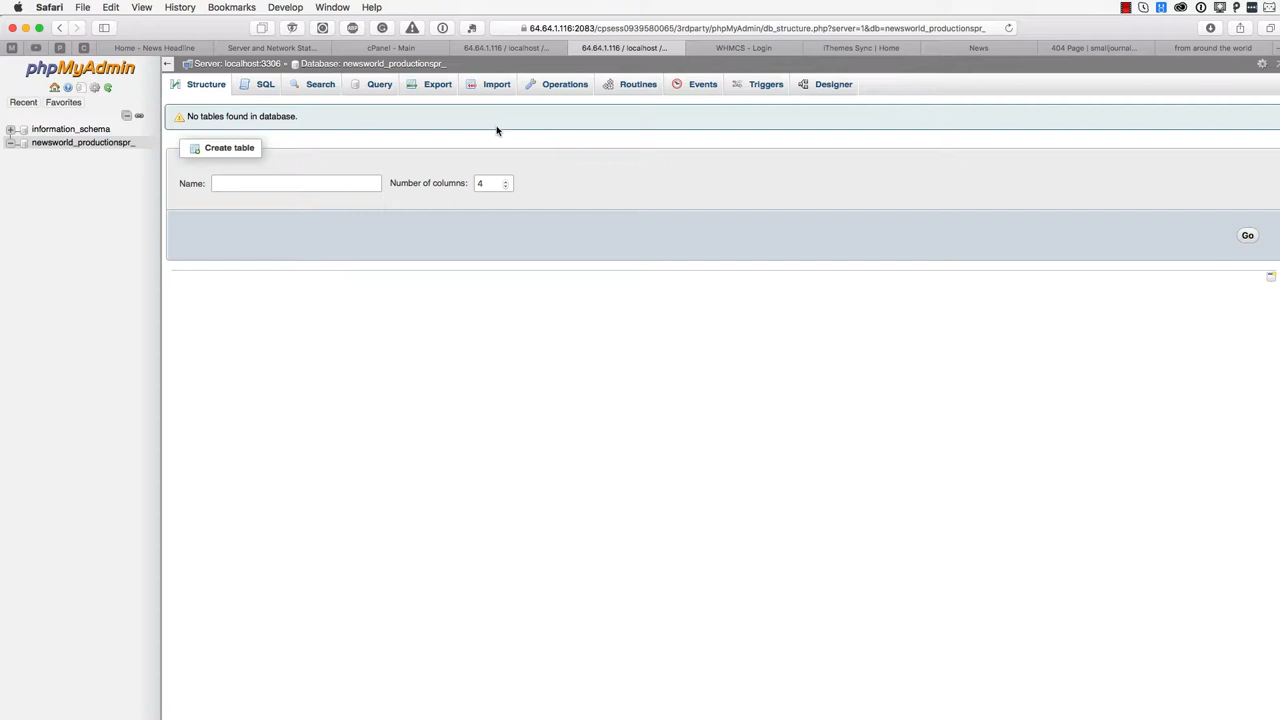 Safari File Edit View History Bookmarks Develop Window Help
64.64.1.116:2083/cpsess0939580065/3rdparty/phpMyAdmin/db_structure.php?server=1&db=newsworld_productionspr_
M P C Home - News Headline Server and Network Stat... cPanel - Main 64.64.1.116 / localhost /... 64.64.1.116 / localhost /... WHMCS - Login iThemes Sync | Home News 404 Page | smaljournal... from around the world
phpMyAdmin
Server: localhost:3306 » Database: newsworld_productionspr_
Structure SQL Search Query Export Import Operations Routines Events Triggers Designer
Recent Favorites
No tables found in database.
information_schema
newsworld_productionspr_
Create table
Name: Number of columns: 4
Go